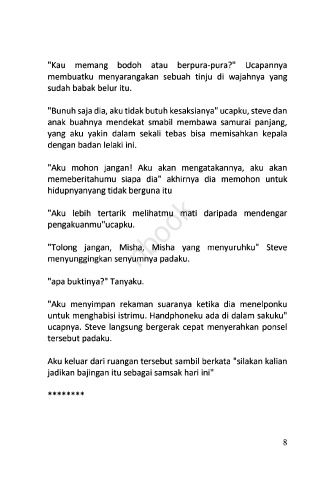 "Kau memang bodoh atau berpura-pura?" Ucapannya
membuatku menyarangakan sebuah tinju di wajahnya yang
sudah babak belur itu.
"Bunuh saja dia, aku tidak butuh kesaksianya" ucapku, steve dan
anak buahnya mendekat smabil membawa samurai panjang,
yang aku yakin dalam sekali tebas bisa memisahkan kepala
dengan badan lelaki ini.
"Aku mohon jangan! Aku akan mengatakannya, aku akan
memeberitahumu siapa dia" akhirnya dia memohon untuk
hidupnyanyang tidak berguna itu
"Aku lebih tertarik melihatmu mati daripada mendengar
pengakuanmu"ucapku.
"Tolong jangan, Misha, Misha yang menyuruhku" Steve
menyunggingkan senyumnya padaku.
"apa buktinya?" Tanyaku.
"Aku menyimpan rekaman suaranya ketika dia menelponku
untuk menghabisi istrimu. Handphoneku ada di dalam sakuku"
ucapnya. Steve langsung bergerak cepat menyerahkan ponsel
tersebut padaku.
Aku keluar dari ruangan tersebut sambil berkata "silakan kalian
jadikan bajingan itu sebagai samsak hari ini"
********
8